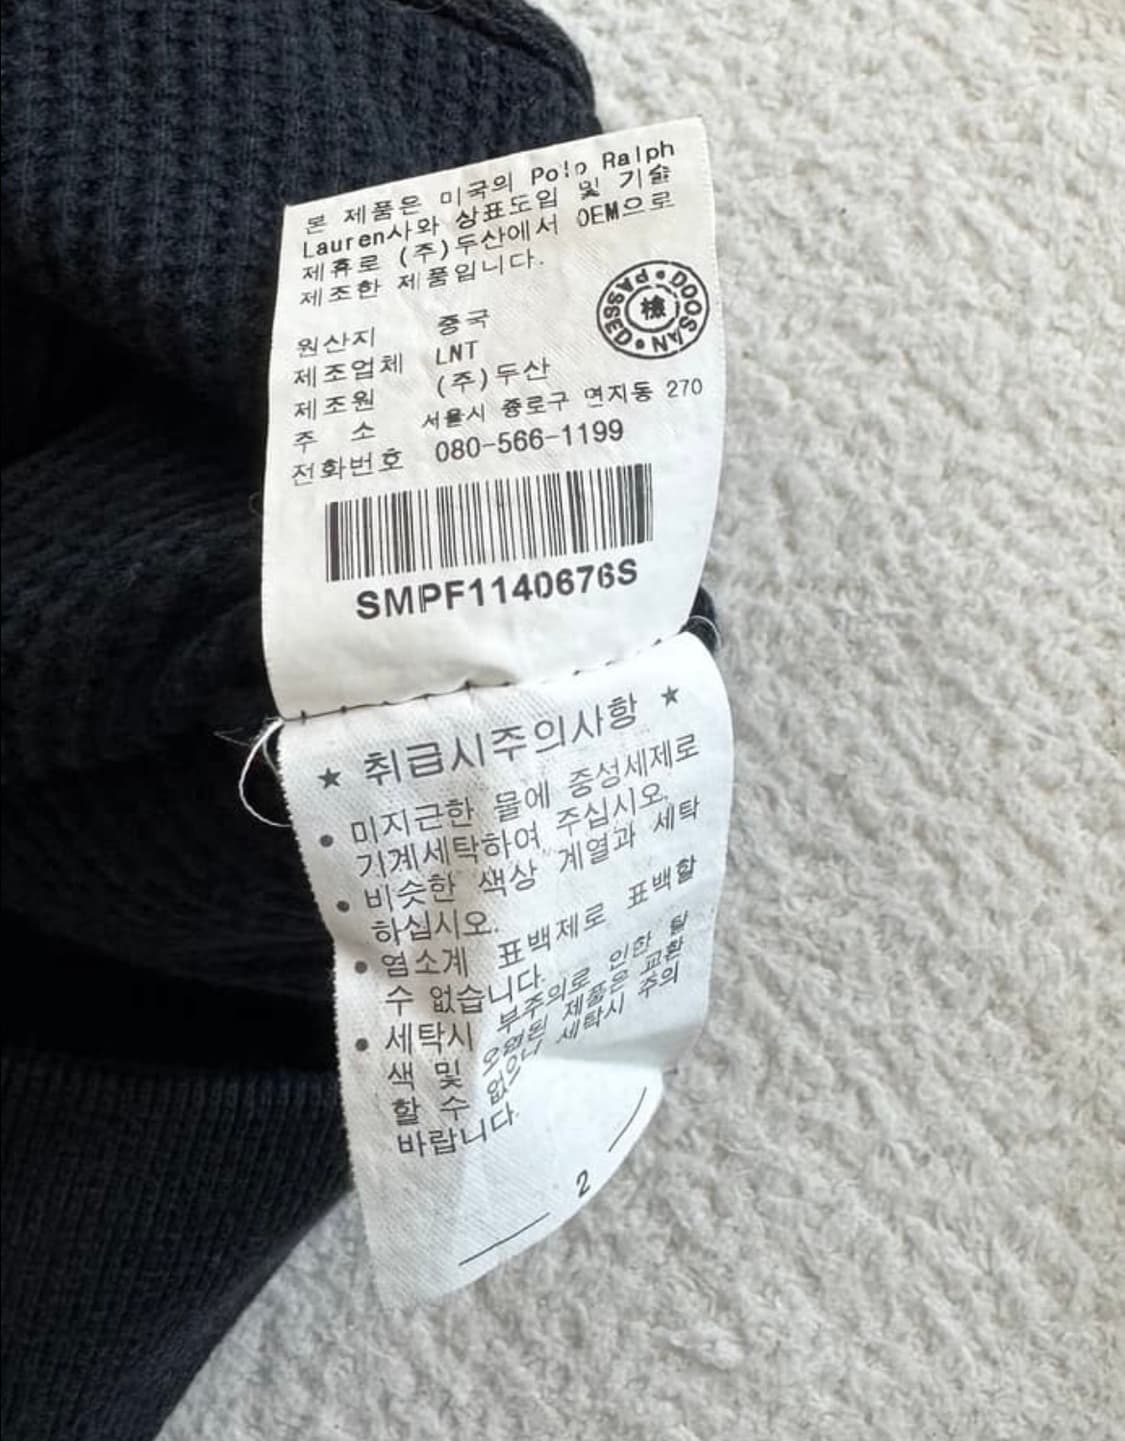 본 제품은 미국의 Polo Ralph
Lauren사와 상표도입 및 기술
제휴로 (주)두산에서 OEM으로
제조한 제품입니다.
DOOSAN • PASSED •
檢
원산지 중국
제조업체 LNT
제조원 (주)두산
주 소 서울시 종로구 연지동 270
전화번호 080-566-1199
SMPF1140676S
★ 취급시주의사항 ★
• 미지근한 물에 중성세제로
기계세탁하여 주십시오.
• 비슷한 색상 계열과 세탁
하십시오.
• 염소계 표백제로 표백할
수 없습니다.
• 세탁시 부주의로 인한 탈
색 및 오염된 제품은 교환
할 수 없으니 세탁시 주의
바랍니다.
2